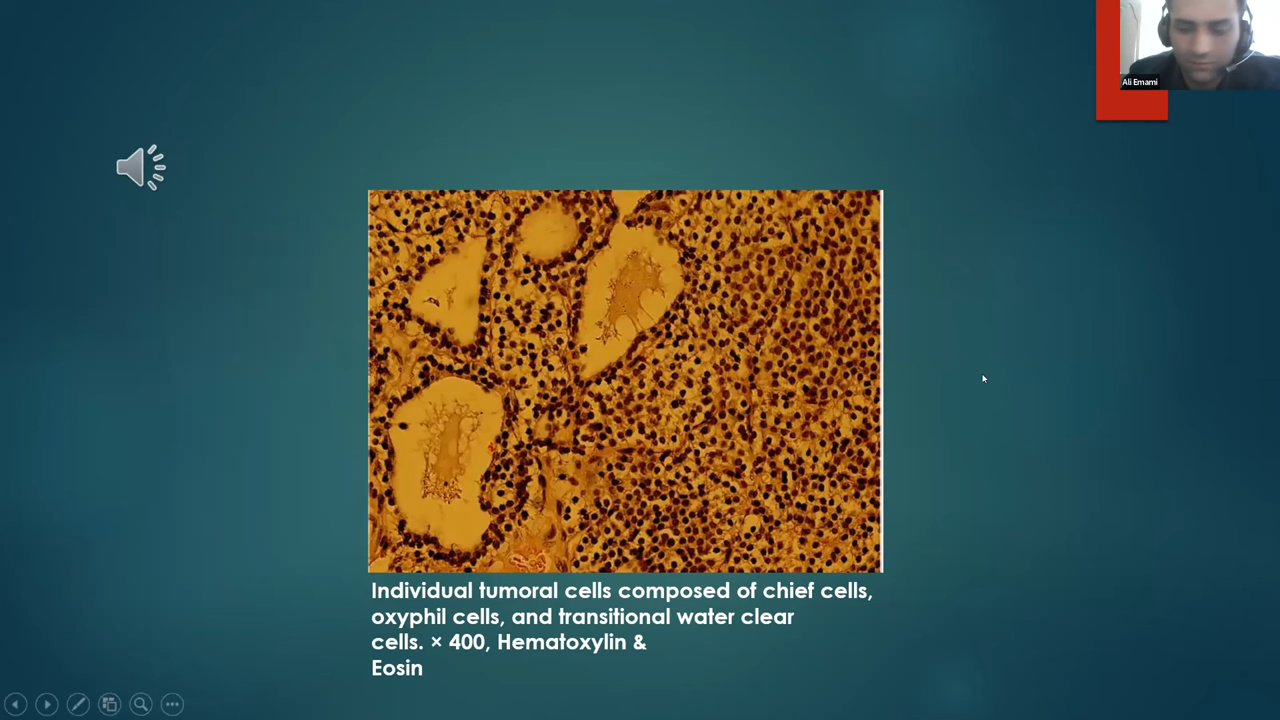 Ali Emami
Individual tumoral cells composed of chief cells,
oxyphil cells, and transitional water clear
cells. × 400, Hematoxylin &
Eosin